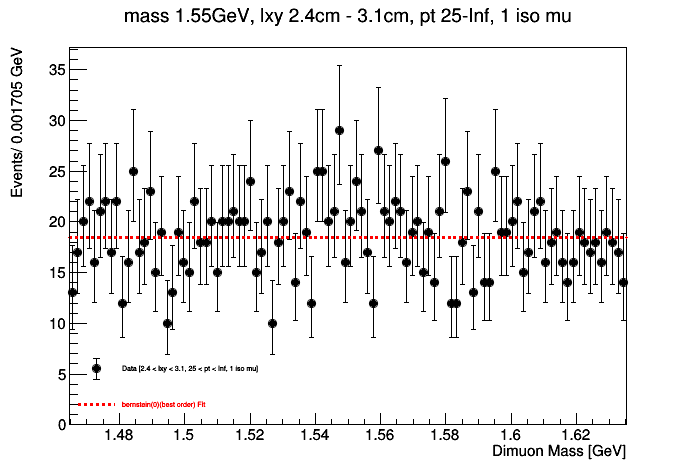 mass 1.55GeV, lxy 2.4cm - 3.1cm, pt 25-Inf, 1 iso mu
Events/ 0.001705 GeV
35
30
25
20
15
10
5
0
Data [2.4 < lxy < 3.1, 25 < pt < Inf, 1 iso mu]
bernstein(0)(best order) Fit
1.48 1.5 1.52 1.54 1.56 1.58 1.6 1.62
Dimuon Mass [GeV]